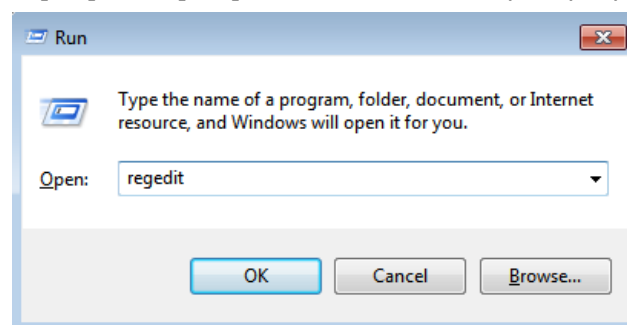 Run
Type the name of a program, folder, document, or Internet
resource, and Windows will open it for you.
Open: regedit
OK Cancel Browse...